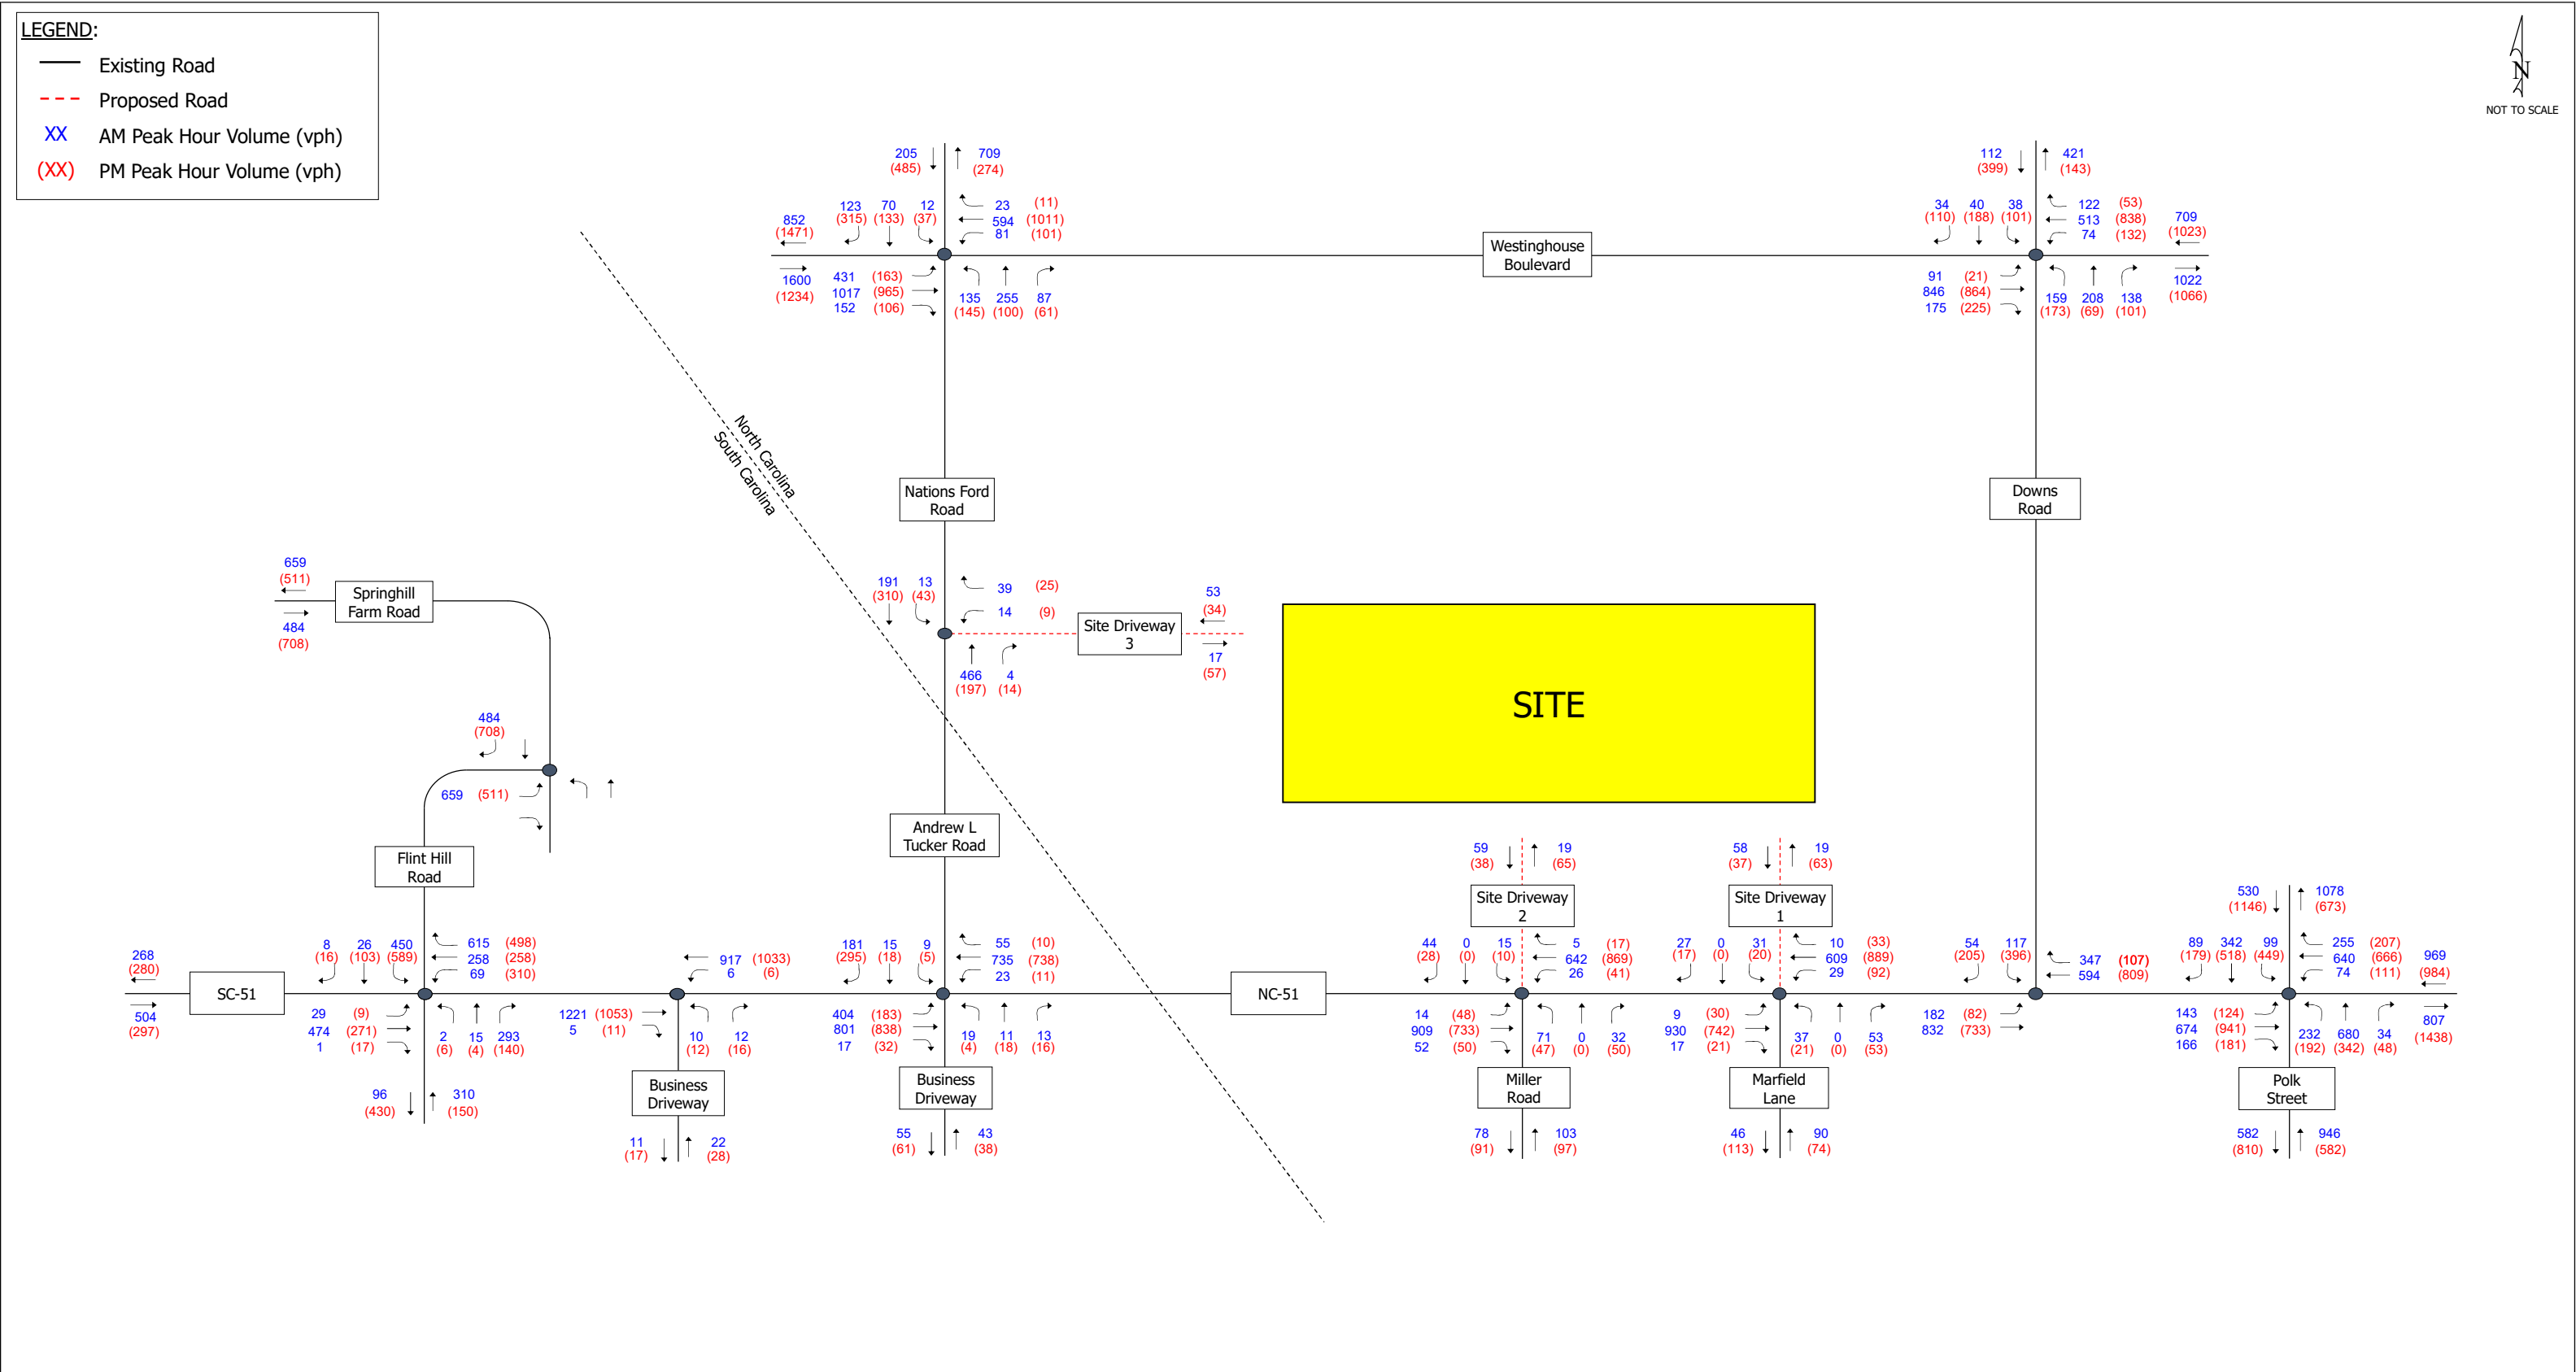 LEGEND:
Existing Road
Proposed Road
XX AM Peak Hour Volume (vph)
(XX) PM Peak Hour Volume (vph)
N
NOT TO SCALE
205 709
(485) (274)
123 70 12
(315) (133) (37)
23 (11)
594 (1011)
81 (101)
852
(1471)
1600
(1234)
431 (163)
1017 (965)
152 (106)
135 255 87
(145) (100) (61)
Westinghouse
Boulevard
112 421
(399) (143)
34 40 38
(110) (188) (101)
122 (53)
513 (838)
74 (132)
709
(1023)
91 (21)
846 (864)
175 (225)
159 208 138
(173) (69) (101)
1022
(1066)
North Carolina
South Carolina
Nations Ford
Road
Downs
Road
659
(511)
Springhill
Farm Road
484
(708)
191 13
(310) (43)
39 (25)
14 (9)
53
(34)
Site Driveway
3
17
(57)
466 4
(197) (14)
SITE
484
(708)
659 (511)
Flint Hill
Road
Andrew L
Tucker Road
59 19
(38) (65)
Site Driveway
2
58 19
(37) (63)
Site Driveway
1
530 1078
(1146) (673)
268
(280)
SC-51
504
(297)
8 26 450
(16) (103) (589)
615 (498)
258 (258)
69 (310)
29 (9)
474 (271)
1 (17)
2 15 293
(6) (4) (140)
96 310
(430) (150)
917 (1033)
6 (6)
1221 (1053)
5 (11)
10 12
(12) (16)
Business
Driveway
11 22
(17) (28)
181 15 9
(295) (18) (5)
55 (10)
735 (738)
23 (11)
404 (183)
801 (838)
17 (32)
19 11 13
(4) (18) (16)
Business
Driveway
55 43
(61) (38)
NC-51
44 0 15
(28) (0) (10)
5 (17)
642 (869)
26 (41)
14 (48)
909 (733)
52 (50)
71 0 32
(47) (0) (50)
Miller
Road
78 103
(91) (97)
27 0 31
(17) (0) (20)
10 (33)
609 (889)
29 (92)
9 (30)
930 (742)
17 (21)
37 0 53
(21) (0) (53)
Marfield
Lane
46 90
(113) (74)
54 117
(205) (396)
347 (107)
594 (809)
182 (82)
832 (733)
89 342 99
(179) (518) (449)
255 (207)
640 (666)
74 (111)
969
(984)
143 (124)
674 (941)
166 (181)
232 680 34
(192) (342) (48)
807
(1438)
Polk
Street
582 946
(810) (582)